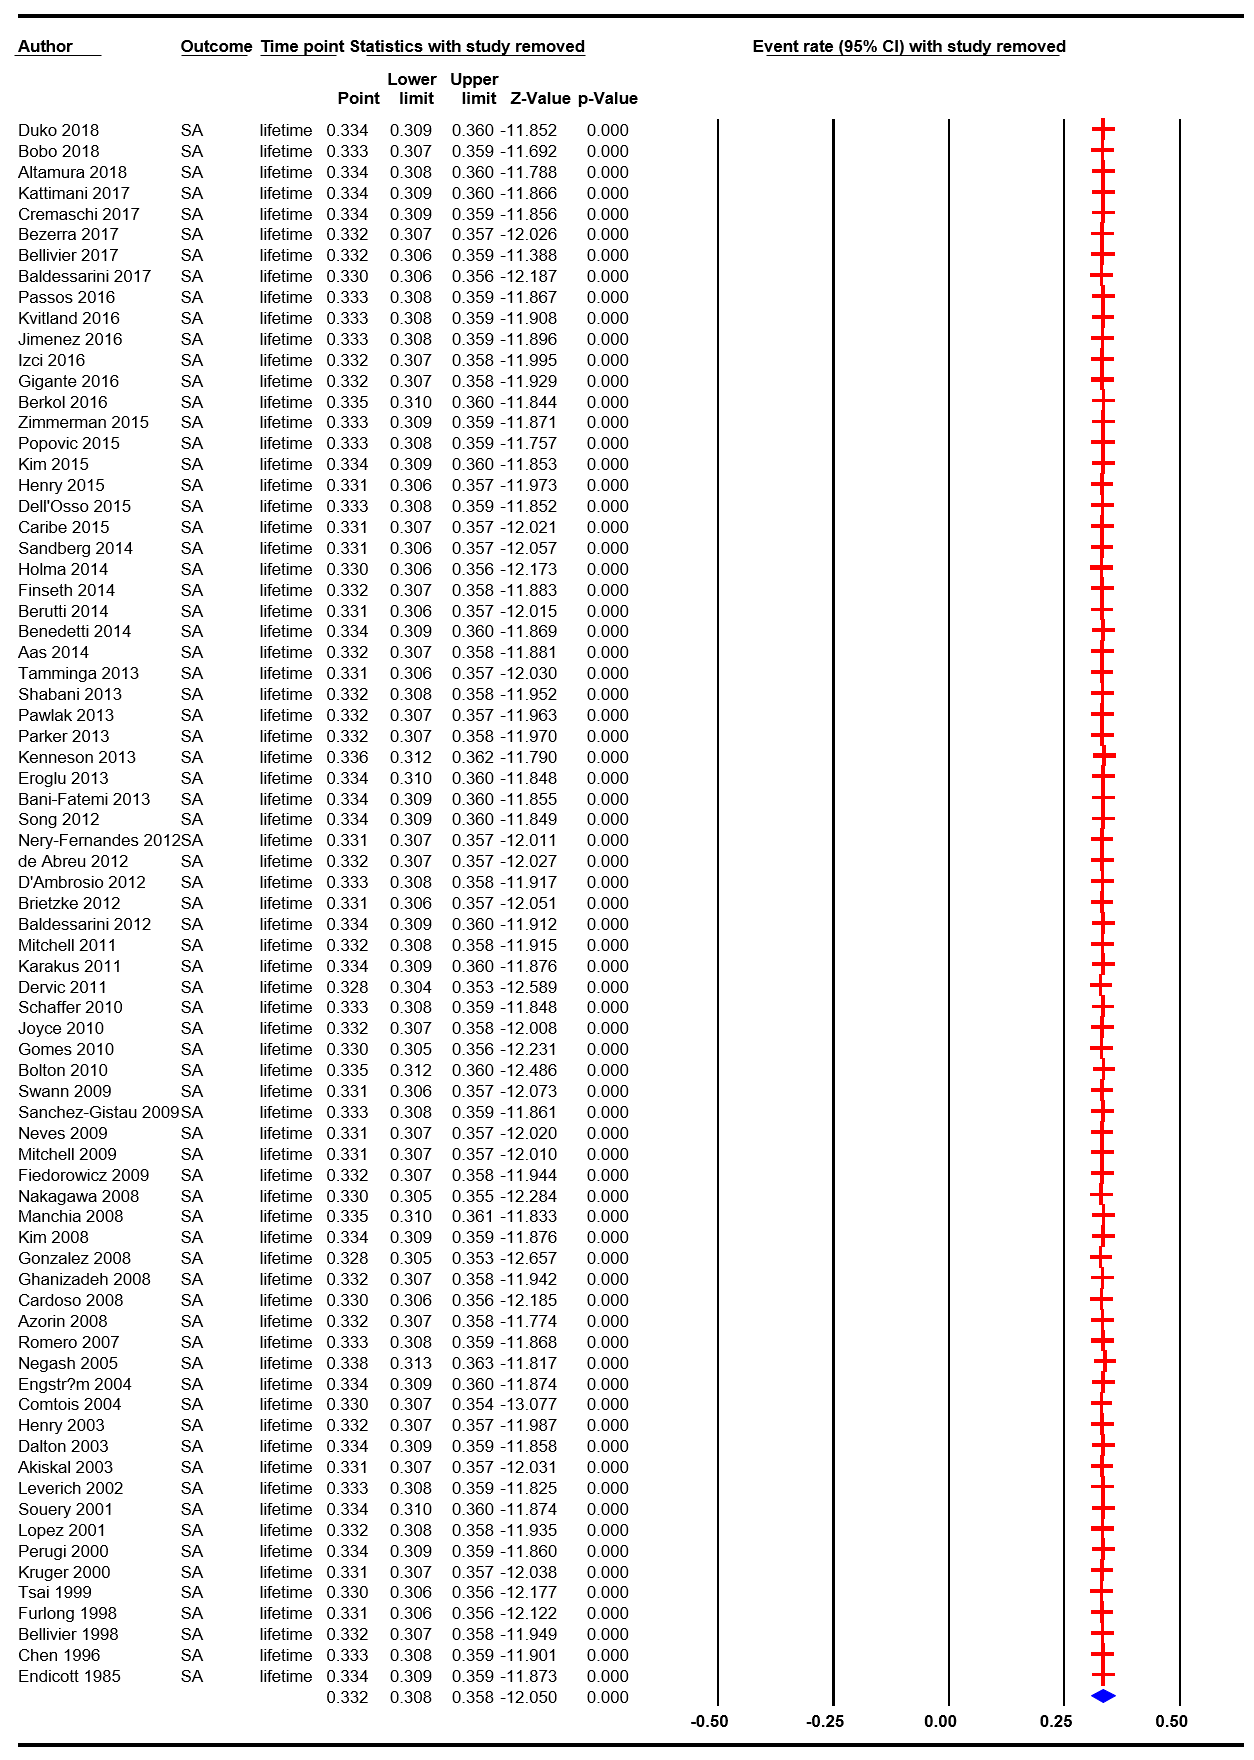 Author Outcome Time point Statistics with study removed Event rate (95% CI) with study removed
Lower Upper
Point limit limit Z-Value p-Value
Duko 2018 SA lifetime 0.334 0.309 0.360 -11.852 0.000
Bobo 2018 SA lifetime 0.333 0.307 0.359 -11.692 0.000
Altamura 2018 SA lifetime 0.334 0.308 0.360 -11.788 0.000
Kattimani 2017 SA lifetime 0.334 0.309 0.360 -11.866 0.000
Cremaschi 2017 SA lifetime 0.334 0.309 0.359 -11.856 0.000
Bezerra 2017 SA lifetime 0.332 0.307 0.357 -12.026 0.000
Bellivier 2017 SA lifetime 0.332 0.306 0.359 -11.388 0.000
Baldessarini 2017 SA lifetime 0.330 0.306 0.356 -12.187 0.000
Passos 2016 SA lifetime 0.333 0.308 0.359 -11.867 0.000
Kvitland 2016 SA lifetime 0.333 0.308 0.359 -11.908 0.000
Jimenez 2016 SA lifetime 0.333 0.308 0.359 -11.896 0.000
Izci 2016 SA lifetime 0.332 0.307 0.358 -11.995 0.000
Gigante 2016 SA lifetime 0.332 0.307 0.358 -11.929 0.000
Berkol 2016 SA lifetime 0.335 0.310 0.360 -11.844 0.000
Zimmerman 2015 SA lifetime 0.333 0.309 0.359 -11.871 0.000
Popovic 2015 SA lifetime 0.333 0.308 0.359 -11.757 0.000
Kim 2015 SA lifetime 0.334 0.309 0.360 -11.853 0.000
Henry 2015 SA lifetime 0.331 0.306 0.357 -11.973 0.000
Dell'Osso 2015 SA lifetime 0.333 0.308 0.359 -11.852 0.000
Caribe 2015 SA lifetime 0.331 0.307 0.357 -12.021 0.000
Sandberg 2014 SA lifetime 0.331 0.306 0.357 -12.057 0.000
Holma 2014 SA lifetime 0.330 0.306 0.356 -12.173 0.000
Finseth 2014 SA lifetime 0.332 0.307 0.358 -11.883 0.000
Berutti 2014 SA lifetime 0.331 0.306 0.357 -12.015 0.000
Benedetti 2014 SA lifetime 0.334 0.309 0.360 -11.869 0.000
Aas 2014 SA lifetime 0.332 0.307 0.358 -11.881 0.000
Tamminga 2013 SA lifetime 0.331 0.306 0.357 -12.030 0.000
Shabani 2013 SA lifetime 0.332 0.308 0.358 -11.952 0.000
Pawlak 2013 SA lifetime 0.332 0.307 0.357 -11.963 0.000
Parker 2013 SA lifetime 0.332 0.307 0.358 -11.970 0.000
Kenneson 2013 SA lifetime 0.336 0.312 0.362 -11.790 0.000
Eroglu 2013 SA lifetime 0.334 0.310 0.360 -11.848 0.000
Bani-Fatemi 2013 SA lifetime 0.334 0.309 0.360 -11.855 0.000
Song 2012 SA lifetime 0.334 0.309 0.360 -11.849 0.000
Nery-Fernandes 2012SA lifetime 0.331 0.307 0.357 -12.011 0.000
de Abreu 2012 SA lifetime 0.332 0.307 0.357 -12.027 0.000
D'Ambrosio 2012 SA lifetime 0.333 0.308 0.358 -11.917 0.000
Brietzke 2012 SA lifetime 0.331 0.306 0.357 -12.051 0.000
Baldessarini 2012 SA lifetime 0.334 0.309 0.360 -11.912 0.000
Mitchell 2011 SA lifetime 0.332 0.308 0.358 -11.915 0.000
Karakus 2011 SA lifetime 0.334 0.309 0.360 -11.876 0.000
Dervic 2011 SA lifetime 0.328 0.304 0.353 -12.589 0.000
Schaffer 2010 SA lifetime 0.333 0.308 0.359 -11.848 0.000
Joyce 2010 SA lifetime 0.332 0.307 0.358 -12.008 0.000
Gomes 2010 SA lifetime 0.330 0.305 0.356 -12.231 0.000
Bolton 2010 SA lifetime 0.335 0.312 0.360 -12.486 0.000
Swann 2009 SA lifetime 0.331 0.306 0.357 -12.073 0.000
Sanchez-Gistau 2009SA lifetime 0.333 0.308 0.359 -11.861 0.000
Neves 2009 SA lifetime 0.331 0.307 0.357 -12.020 0.000
Mitchell 2009 SA lifetime 0.331 0.307 0.357 -12.010 0.000
Fiedorowicz 2009 SA lifetime 0.332 0.307 0.358 -11.944 0.000
Nakagawa 2008 SA lifetime 0.330 0.305 0.355 -12.284 0.000
Manchia 2008 SA lifetime 0.335 0.310 0.361 -11.833 0.000
Kim 2008 SA lifetime 0.334 0.309 0.359 -11.876 0.000
Gonzalez 2008 SA lifetime 0.328 0.305 0.353 -12.657 0.000
Ghanizadeh 2008 SA lifetime 0.332 0.307 0.358 -11.942 0.000
Cardoso 2008 SA lifetime 0.330 0.306 0.356 -12.185 0.000
Azorin 2008 SA lifetime 0.332 0.307 0.358 -11.774 0.000
Romero 2007 SA lifetime 0.333 0.308 0.359 -11.868 0.000
Negash 2005 SA lifetime 0.338 0.313 0.363 -11.817 0.000
Engstr?m 2004 SA lifetime 0.334 0.309 0.360 -11.874 0.000
Comtois 2004 SA lifetime 0.330 0.307 0.354 -13.077 0.000
Henry 2003 SA lifetime 0.332 0.307 0.357 -11.987 0.000
Dalton 2003 SA lifetime 0.334 0.309 0.359 -11.858 0.000
Akiskal 2003 SA lifetime 0.331 0.307 0.357 -12.031 0.000
Leverich 2002 SA lifetime 0.333 0.308 0.359 -11.825 0.000
Souery 2001 SA lifetime 0.334 0.310 0.360 -11.874 0.000
Lopez 2001 SA lifetime 0.332 0.308 0.358 -11.935 0.000
Perugi 2000 SA lifetime 0.334 0.309 0.359 -11.860 0.000
Kruger 2000 SA lifetime 0.331 0.307 0.357 -12.038 0.000
Tsai 1999 SA lifetime 0.330 0.306 0.356 -12.177 0.000
Furlong 1998 SA lifetime 0.331 0.306 0.356 -12.122 0.000
Bellivier 1998 SA lifetime 0.332 0.307 0.358 -11.949 0.000
Chen 1996 SA lifetime 0.333 0.308 0.359 -11.901 0.000
Endicott 1985 SA lifetime 0.334 0.309 0.359 -11.873 0.000
0.332 0.308 0.358 -12.050 0.000
-0.50 -0.25 0.00 0.25 0.50